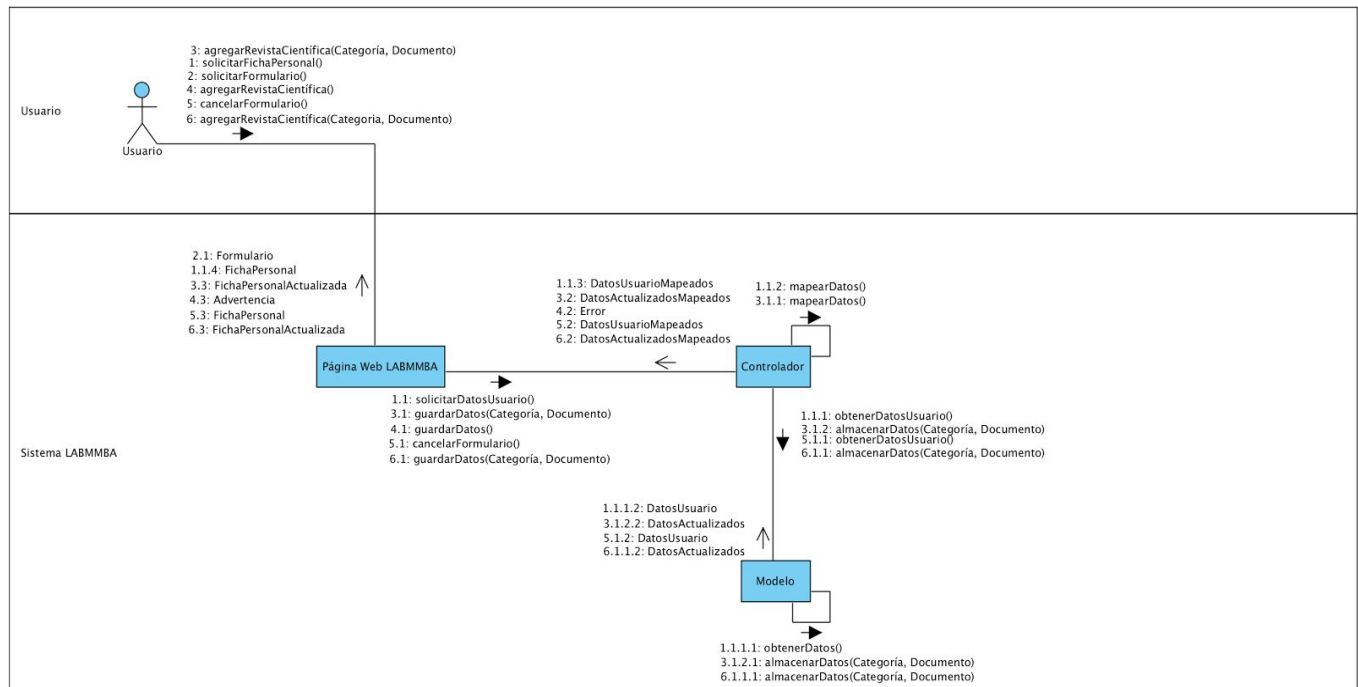 3: agregarRevistaCientífica(Categoría, Documento)
1: solicitarFichaPersonal()
2: solicitarFormulario()
4: agregarRevistaCientífica()
5: cancelarFormulario()
6: agregarRevistaCientífica(Categoria, Documento)
Usuario
Usuario
2.1: Formulario
1.1.4: FichaPersonal
3.3: FichaPersonalActualizada
4.3: Advertencia
5.3: FichaPersonal
6.3: FichaPersonalActualizada
1.1.3: DatosUsuarioMapeados
3.2: DatosActualizadosMapeados
4.2: Error
5.2: DatosUsuarioMapeados
6.2: DatosActualizadosMapeados
1.1.2: mapearDatos()
3.1.1: mapearDatos()
Página Web LABMMBA
Controlador
1.1: solicitarDatosUsuario()
3.1: guardarDatos(Categoría, Documento)
4.1: guardarDatos()
5.1: cancelarFormulario()
6.1: guardarDatos(Categoría, Documento)
1.1.1: obtenerDatosUsuario()
3.1.2: almacenarDatos(Categoría, Documento)
5.1.1: obtenerDatosUsuario()
6.1.1: almacenarDatos(Categoría, Documento)
Sistema LABMMBA
1.1.1.2: DatosUsuario
3.1.2.2: DatosActualizados
5.1.2: DatosUsuario
6.1.1.2: DatosActualizados
Modelo
1.1.1.1: obtenerDatos()
3.1.2.1: almacenarDatos(Categoría, Documento)
6.1.1.1: almacenarDatos(Categoría, Documento)